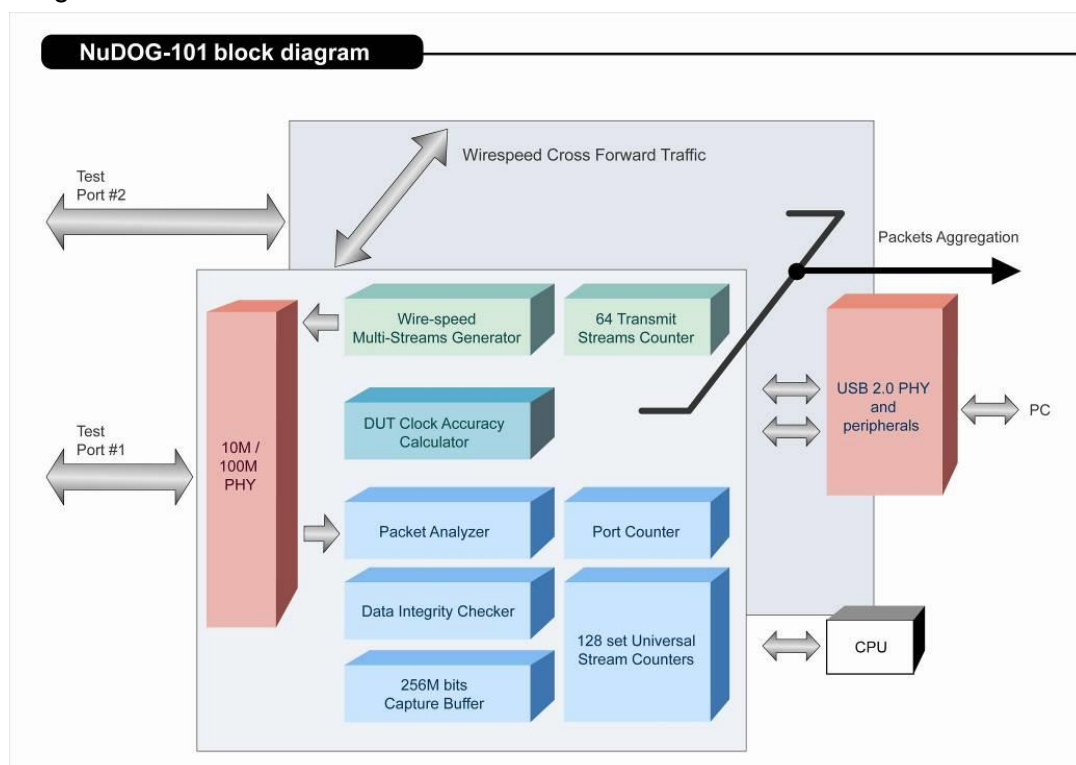 NuDOG-101 block diagram
Wirespeed Cross Forward Traffic
Test
Port #2
Packets Aggregation
Wire-speed
Multi-Streams Generator
64 Transmit
Streams Counter
USB 2.0 PHY
and
peripherals
PC
DUT Clock Accuracy
Calculator
Test
Port #1
10M /
100M
PHY
Packet Analyzer
Port Counter
Data Integrity Checker
128 set Universal
Stream Counters
CPU
256M bits
Capture Buffer